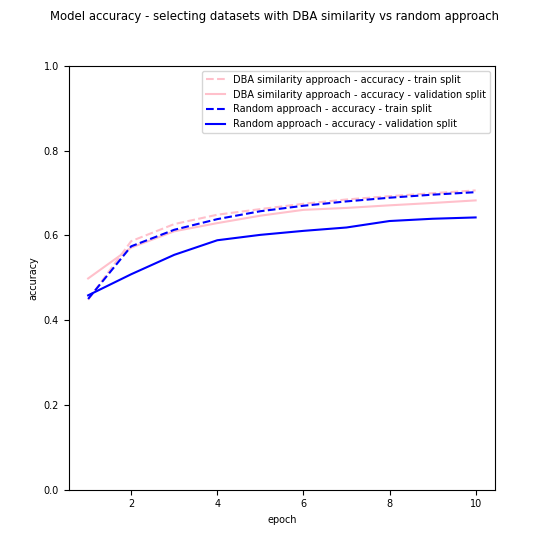 Model accuracy - selecting datasets with DBA similarity vs random approach
1.0
DBA similarity approach - accuracy - train split
DBA similarity approach - accuracy - validation split
Random approach - accuracy - train split
Random approach - accuracy - validation split
0.8
0.6
accuracy
0.4
0.2
0.0
2 4 6 8 10
epoch